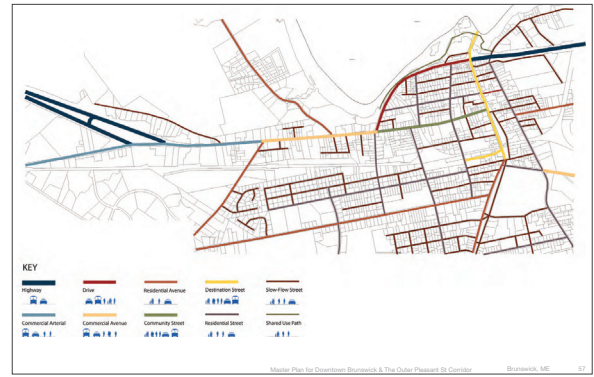 KEY
Highway
Drive
Residential Avenue
Destination Street
Slow-Flow Street
Commercial Arterial
Commercial Avenue
Community Street
Residential Street
Shared Use Path
Master Plan for Downtown Brunswick & The Outer Pleasant St Corridor
Brunswick, ME
57